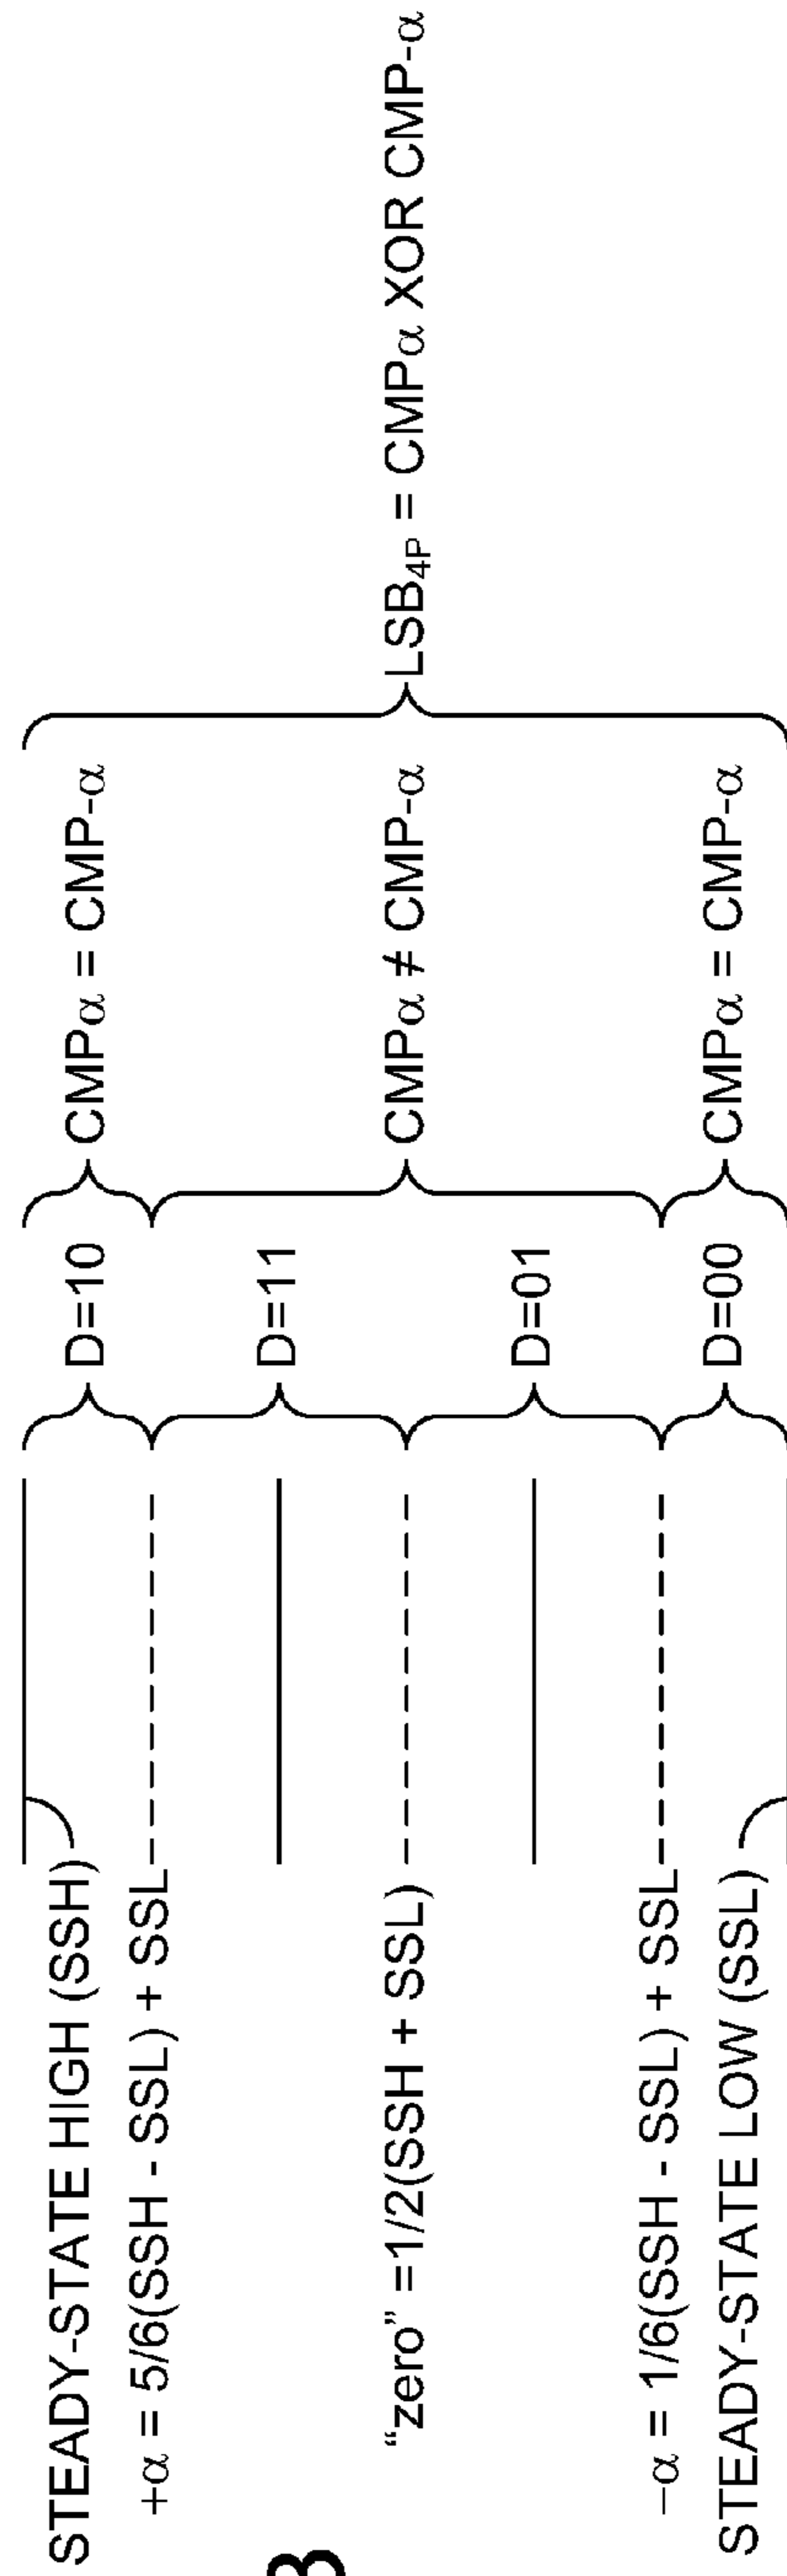 STEADY-STATE HIGH (SSH)
+α = 5/6(SSH - SSL) + SSL
"zero" =1/2(SSH + SSL)
−α = 1/6(SSH - SSL) + SSL
STEADY-STATE LOW (SSL)
D=10
D=11
D=01
D=00
CMPα = CMP-α
CMPα ≠ CMP-α
CMPα = CMP-α
LSB₄ₚ = CMPα XOR CMP-α